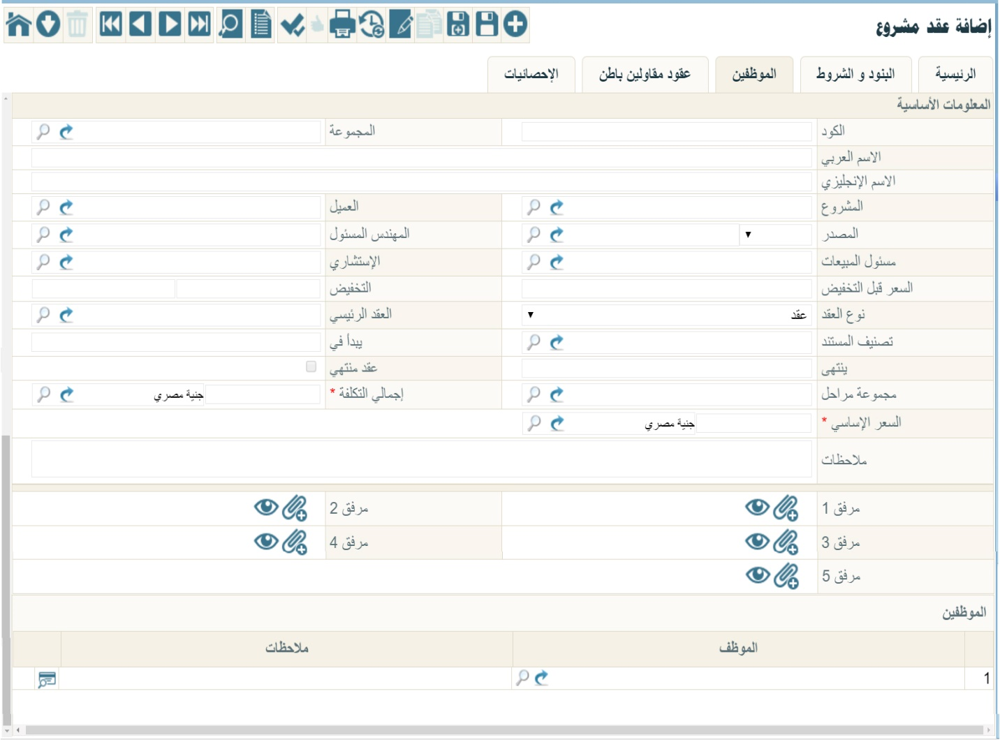 إضافة عقد مشروع
الرئيسية
البنود و الشروط
الموظفين
عقود مقاولين باطن
الإحصائيات
المعلومات الأساسية
الكود
المجموعة
الاسم العربي
الاسم الإنجليزي
المشروع
العميل
المصدر
المهندس المسئول
مسئول المبيعات
الإستشاري
السعر قبل التخفيض
التخفيض
نوع العقد
عقد
العقد الرئيسي
تصنيف المستند
يبدأ في
ينتهى
عقد منتهي
مجموعة مراحل
إجمالي التكلفة *
جنية مصري
السعر الإساسي *
جنية مصري
ملاحظات
مرفق 1
مرفق 2
مرفق 3
مرفق 4
مرفق 5
الموظفين
الموظف
ملاحظات
1